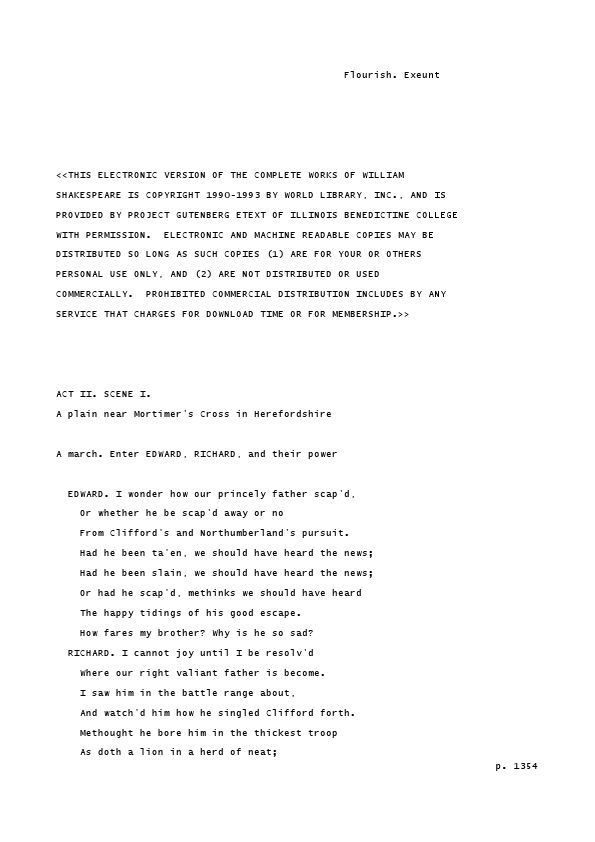 Flourish. Exeunt
<<THIS ELECTRONIC VERSION OF THE COMPLETE WORKS OF WILLIAM
SHAKESPEARE IS COPYRIGHT 1990-1993 BY WORLD LIBRARY, INC., AND IS
PROVIDED BY PROJECT GUTENBERG ETEXT OF ILLINOIS BENEDICTINE COLLEGE
WITH PERMISSION.  ELECTRONIC AND MACHINE READABLE COPIES MAY BE
DISTRIBUTED SO LONG AS SUCH COPIES (1) ARE FOR YOUR OR OTHERS
PERSONAL USE ONLY, AND (2) ARE NOT DISTRIBUTED OR USED
COMMERCIALLY.  PROHIBITED COMMERCIAL DISTRIBUTION INCLUDES BY ANY
SERVICE THAT CHARGES FOR DOWNLOAD TIME OR FOR MEMBERSHIP.>>
ACT II. SCENE I.
A plain near Mortimer's Cross in Herefordshire
A march. Enter EDWARD, RICHARD, and their power
EDWARD. I wonder how our princely father scap'd,
Or whether he be scap'd away or no
From Clifford's and Northumberland's pursuit.
Had he been ta'en, we should have heard the news;
Had he been slain, we should have heard the news;
Or had he scap'd, methinks we should have heard
The happy tidings of his good escape.
How fares my brother? Why is he so sad?
RICHARD. I cannot joy until I be resolv'd
Where our right valiant father is become.
I saw him in the battle range about,
And watch'd him how he singled Clifford forth.
Methought he bore him in the thickest troop
As doth a lion in a herd of neat;
p. 1354